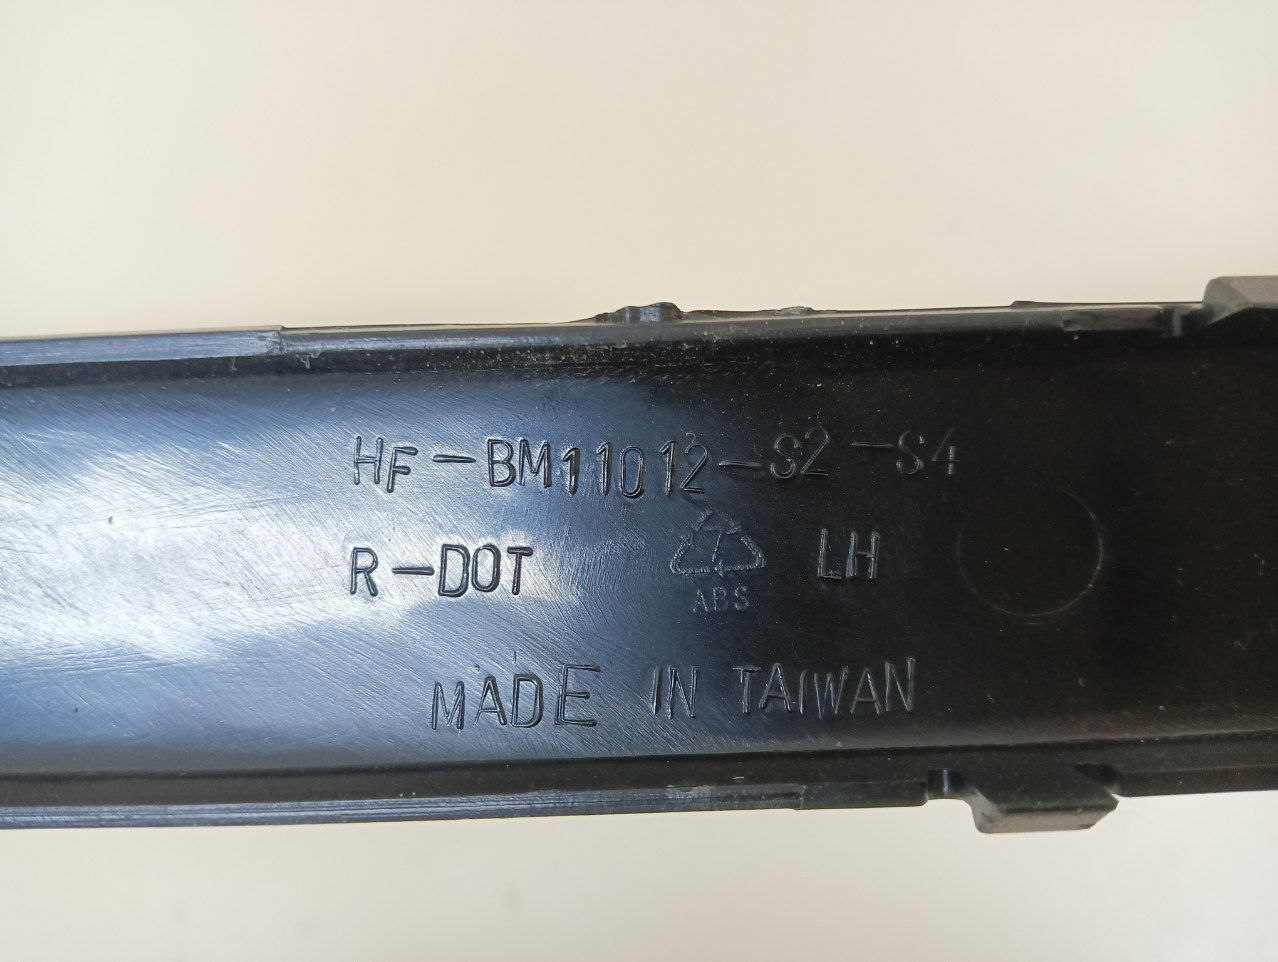 HF-BM11012-S2-S4
R-DOT LH
ABS
MADE IN TAIWAN